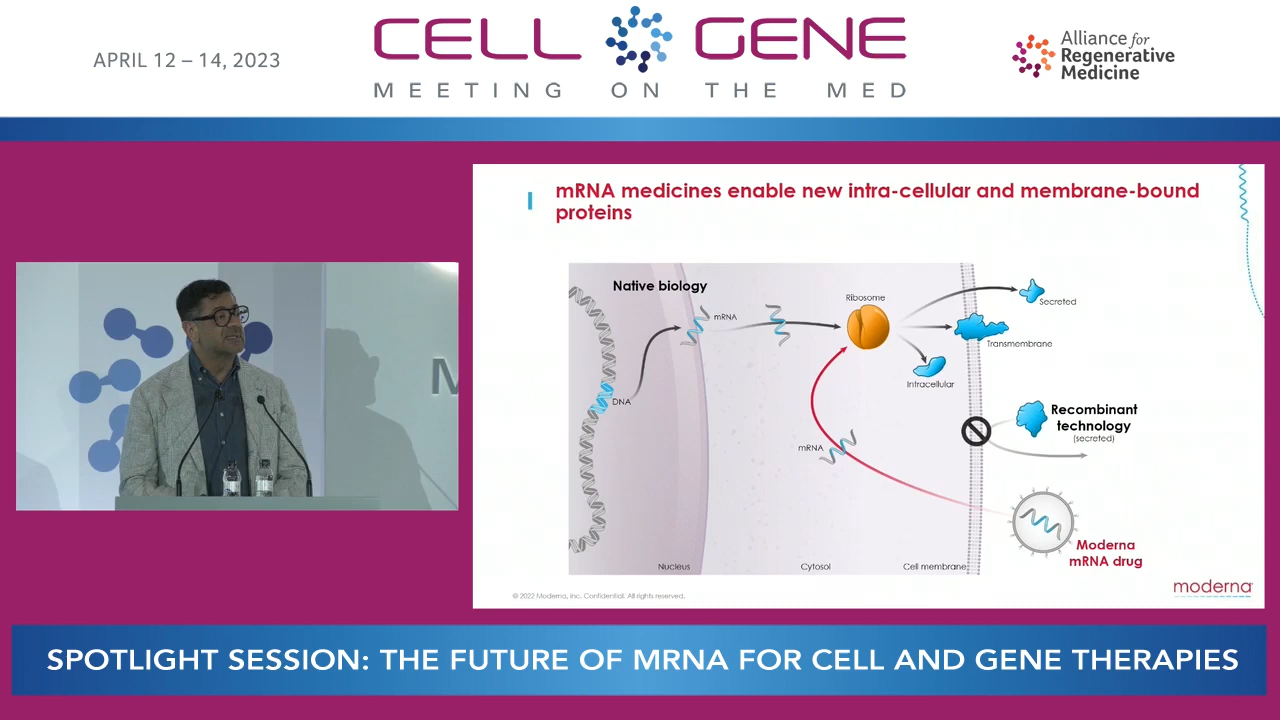 APRIL 12 – 14, 2023
CELL GENE
MEETING ON THE MED
Alliance for
Regenerative
Medicine
mRNA medicines enable new intra-cellular and membrane-bound
proteins
Native biology
mRNA
DNA
Ribosome
Secreted
Transmembrane
Intracellular
Recombinant
technology
(secreted)
mRNA
Moderna
mRNA drug
Nucleus
Cytosol
Cell membrane
© 2022 Moderna, Inc. Confidential. All rights reserved.
moderna
M
SPOTLIGHT SESSION: THE FUTURE OF MRNA FOR CELL AND GENE THERAPIES